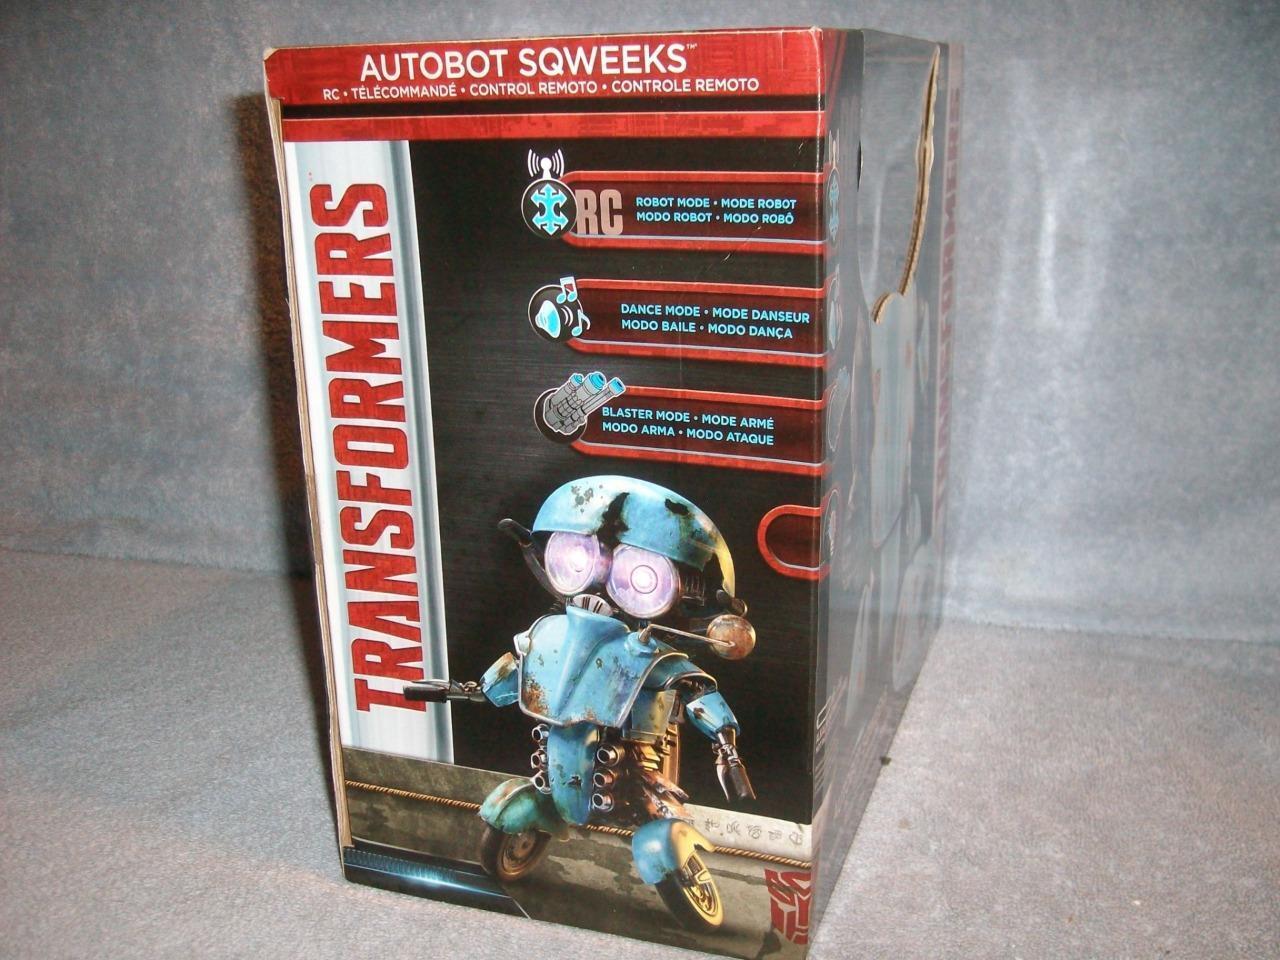 AUTOBOT SQWEEKS™
RC • TÉLÉCOMMANDÉ • CONTROL REMOTO • CONTROLE REMOTO
TRANSFORMERS
RC
ROBOT MODE • MODE ROBOT
MODO ROBOT • MODO ROBÔ
DANCE MODE • MODE DANSEUR
MODO BAILE • MODO DANÇA
BLASTER MODE • MODE ARMÉ
MODO ARMA • MODO ATAQUE